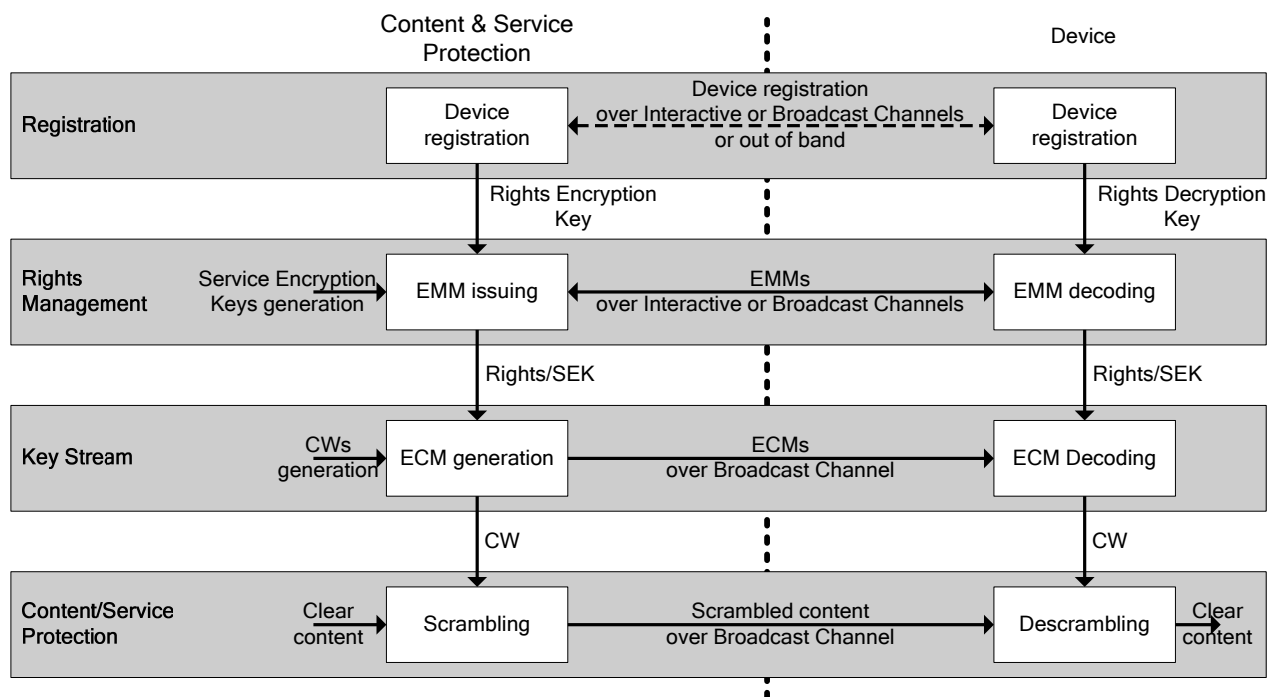 Content & Service
Protection
Device
Registration
Device
registration
Device registration
over Interactive or Broadcast Channels
or out of band
Device
registration
Rights Encryption
Key
Rights Decryption
Key
Rights
Management
Service Encryption
Keys generation
EMM issuing
EMMs
over Interactive or Broadcast Channels
EMM decoding
Rights/SEK
Rights/SEK
Key Stream
CWs
generation
ECM generation
ECMs
over Broadcast Channel
ECM Decoding
CW
CW
Content/Service
Protection
Clear
content
Scrambling
Scrambled content
over Broadcast Channel
Descrambling
Clear
content